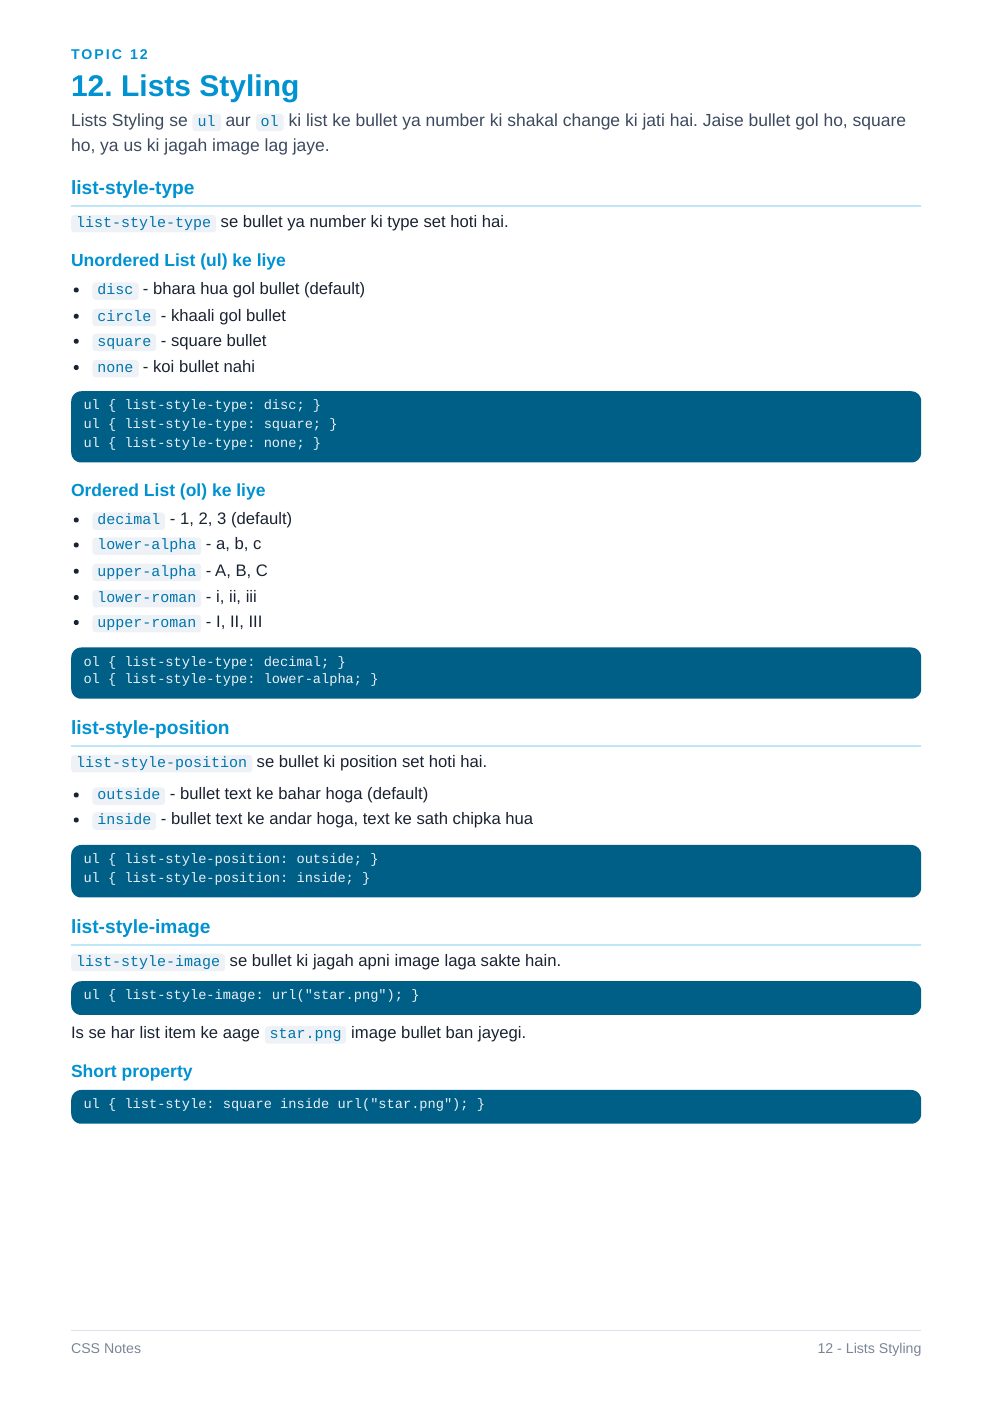 TOPIC 12
12. Lists Styling
Lists Styling se ul aur ol ki list ke bullet ya number ki shakal change ki jati hai. Jaise bullet gol ho, square
ho, ya us ki jagah image lag jaye.
list-style-type
list-style-type se bullet ya number ki type set hoti hai.
Unordered List (ul) ke liye
• disc - bhara hua gol bullet (default)
• circle - khaali gol bullet
• square - square bullet
• none - koi bullet nahi
ul { list-style-type: disc; }
ul { list-style-type: square; }
ul { list-style-type: none; }
Ordered List (ol) ke liye
• decimal - 1, 2, 3 (default)
• lower-alpha - a, b, c
• upper-alpha - A, B, C
• lower-roman - i, ii, iii
• upper-roman - I, II, III
ol { list-style-type: decimal; }
ol { list-style-type: lower-alpha; }
list-style-position
list-style-position se bullet ki position set hoti hai.
• outside - bullet text ke bahar hoga (default)
• inside - bullet text ke andar hoga, text ke sath chipka hua
ul { list-style-position: outside; }
ul { list-style-position: inside; }
list-style-image
list-style-image se bullet ki jagah apni image laga sakte hain.
ul { list-style-image: url("star.png"); }
Is se har list item ke aage star.png image bullet ban jayegi.
Short property
ul { list-style: square inside url("star.png"); }
CSS Notes
12 - Lists Styling